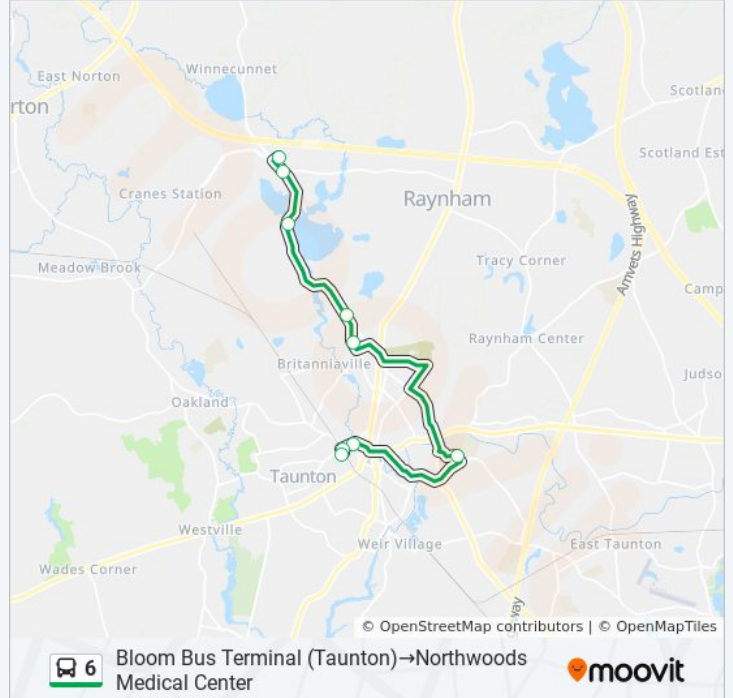 East Norton
Winnecunnet
rton
Scotlan
Scotland Est
Cranes Station
Raynham
Amvets Highway
Tracy Corner
Meadow Brook
Camp
Raynham Center
Britanniaville
Judso
Oakland
Taunton
Westville
Weir Village
East Taunton
Wades Corner
way
© OpenStreetMap contributors | © OpenMapTiles
6
Bloom Bus Terminal (Taunton)→Northwoods
Medical Center
moovit